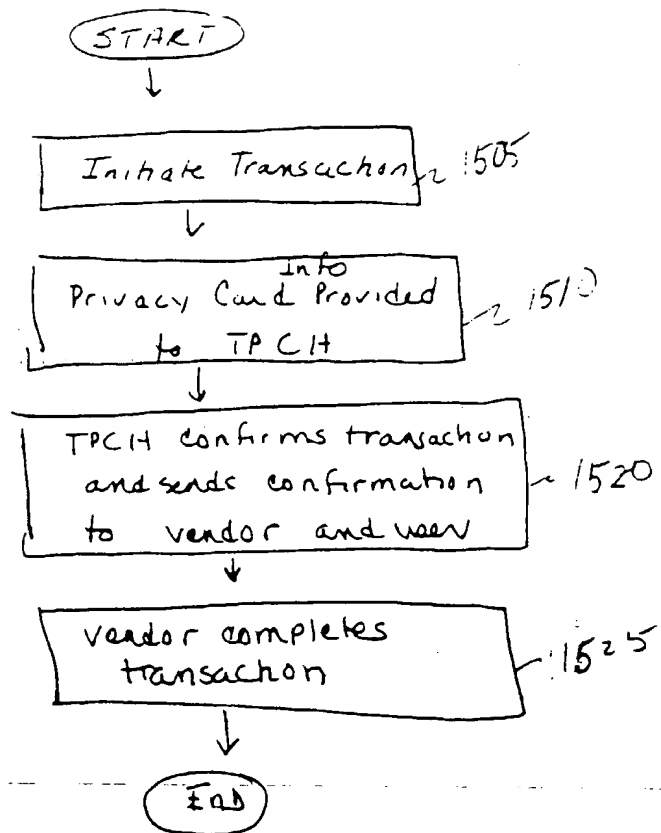 START
Initiate Transaction 1505
Info
Privacy Card Provided 1510
to TPCH
TPCH confirms transaction
and sends confirmation 1520
to vendor and user
vendor completes
transaction 1525
END